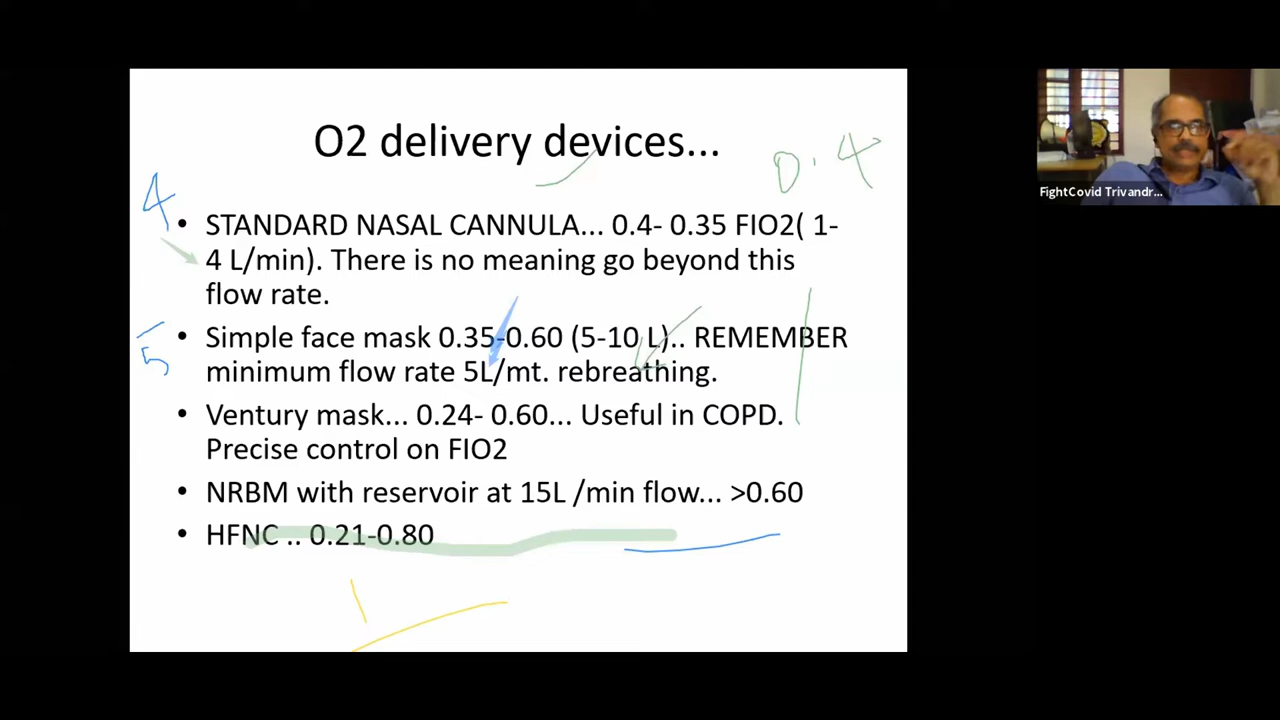 O2 delivery devices...
0.4
4
• STANDARD NASAL CANNULA... 0.4- 0.35 FIO2( 1-
4 L/min). There is no meaning go beyond this
flow rate.
• Simple face mask 0.35-0.60 (5-10 L).. REMEMBER
minimum flow rate 5L/mt. rebreathing.
5
• Ventury mask... 0.24- 0.60... Useful in COPD.
Precise control on FIO2
• NRBM with reservoir at 15L /min flow... >0.60
• HFNC .. 0.21-0.80
FightCovid Trivandr...